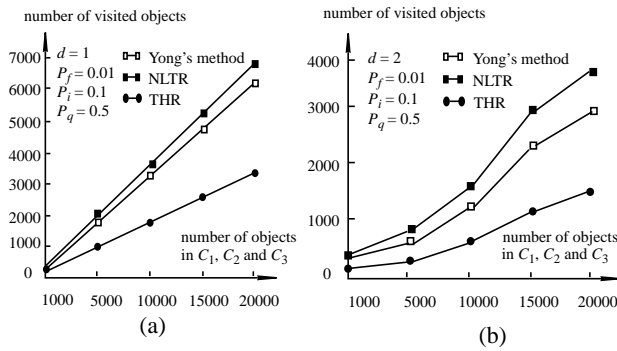 number of visited objects
7000
6000
5000
4000
3000
2000
1000
0
d = 1
P_f = 0.01
P_i = 0.1
P_q = 0.5
Yong's method
NLTR
THR
number of objects
in C_1, C_2 and C_3
1000 5000 10000 15000 20000
(a)
number of visited objects
4000
3000
2000
1000
0
d = 2
P_f = 0.01
P_i = 0.1
P_q = 0.5
Yong's method
NLTR
THR
number of objects
in C_1, C_2 and C_3
1000 5000 10000 15000 20000
(b)